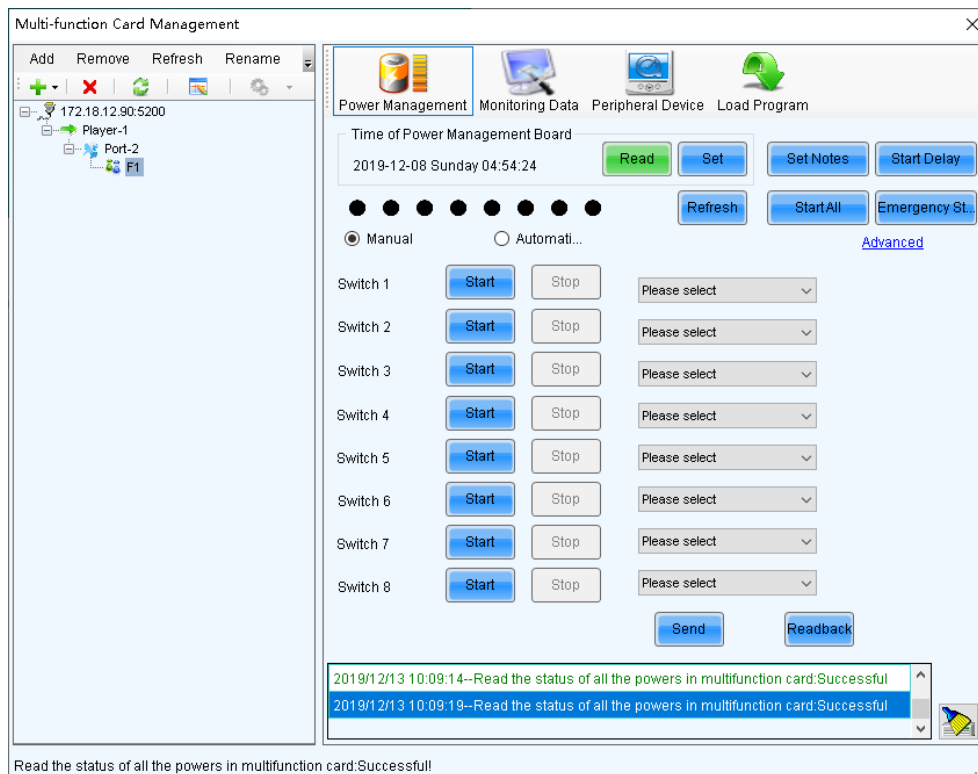 Multi-function Card Management
Add Remove Refresh Rename
172.18.12.90:5200
Player-1
Port-2
F1
Power Management Monitoring Data Peripheral Device Load Program
Time of Power Management Board
2019-12-08 Sunday 04:54:24 Read Set Set Notes Start Delay
Refresh Start All Emergency St...
Manual Automati... Advanced
Switch 1 Start Stop Please select
Switch 2 Start Stop Please select
Switch 3 Start Stop Please select
Switch 4 Start Stop Please select
Switch 5 Start Stop Please select
Switch 6 Start Stop Please select
Switch 7 Start Stop Please select
Switch 8 Start Stop Please select
Send Readback
2019/12/13 10:09:14--Read the status of all the powers in multifunction card:Successful
2019/12/13 10:09:19--Read the status of all the powers in multifunction card:Successful
Read the status of all the powers in multifunction card:Successful!